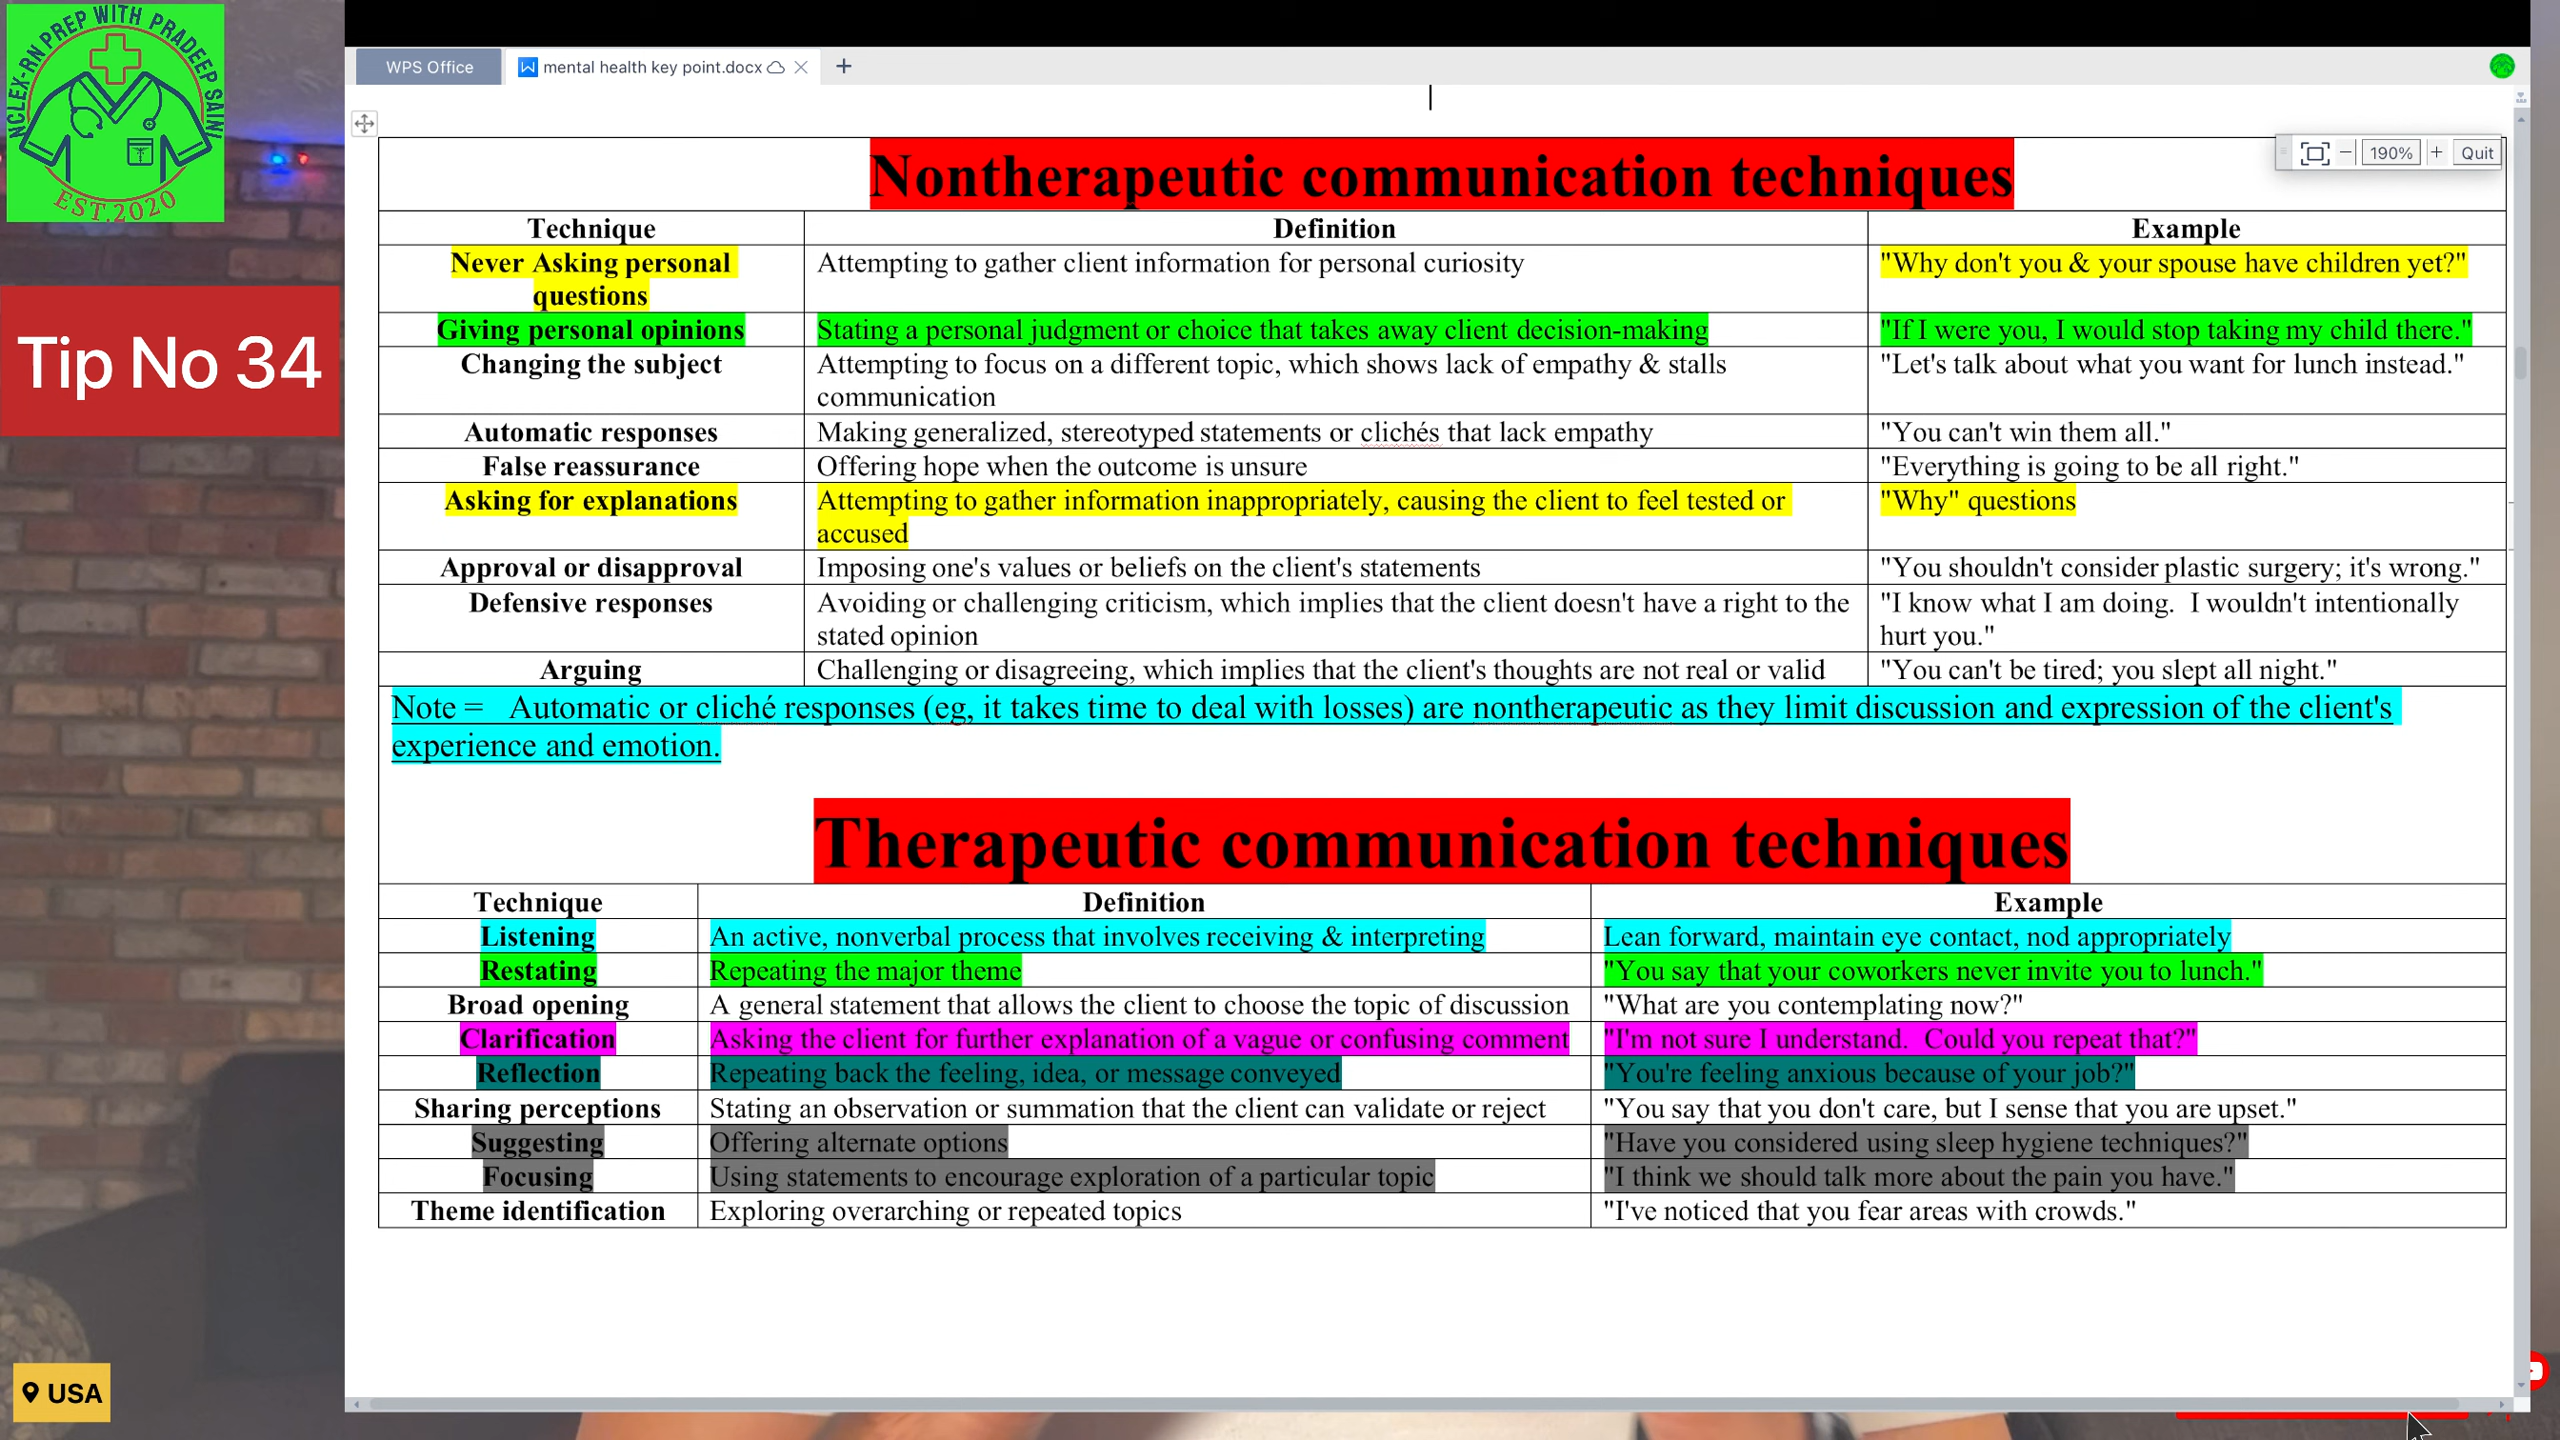 NCLEX-RN PREP WITH PRADEEP SAINI
EST.2020
Tip No 34
USA
WPS Office
mental health key point.docx
190%
Quit
Nontherapeutic communication techniques
Technique Definition Example
Never Asking personal questions Attempting to gather client information for personal curiosity "Why don't you & your spouse have children yet?"
Giving personal opinions Stating a personal judgment or choice that takes away client decision-making "If I were you, I would stop taking my child there."
Changing the subject Attempting to focus on a different topic, which shows lack of empathy & stalls communication "Let's talk about what you want for lunch instead."
Automatic responses Making generalized, stereotyped statements or clichés that lack empathy "You can't win them all."
False reassurance Offering hope when the outcome is unsure "Everything is going to be all right."
Asking for explanations Attempting to gather information inappropriately, causing the client to feel tested or accused "Why" questions
Approval or disapproval Imposing one's values or beliefs on the client's statements "You shouldn't consider plastic surgery; it's wrong."
Defensive responses Avoiding or challenging criticism, which implies that the client doesn't have a right to the stated opinion "I know what I am doing.  I wouldn't intentionally hurt you."
Arguing Challenging or disagreeing, which implies that the client's thoughts are not real or valid "You can't be tired; you slept all night."
Note =   Automatic or cliché responses (eg, it takes time to deal with losses) are nontherapeutic as they limit discussion and expression of the client's
experience and emotion.
Therapeutic communication techniques
Technique Definition Example
Listening An active, nonverbal process that involves receiving & interpreting Lean forward, maintain eye contact, nod appropriately
Restating Repeating the major theme "You say that your coworkers never invite you to lunch."
Broad opening A general statement that allows the client to choose the topic of discussion "What are you contemplating now?"
Clarification Asking the client for further explanation of a vague or confusing comment "I'm not sure I understand.  Could you repeat that?"
Reflection Repeating back the feeling, idea, or message conveyed "You're feeling anxious because of your job?"
Sharing perceptions Stating an observation or summation that the client can validate or reject "You say that you don't care, but I sense that you are upset."
Suggesting Offering alternate options "Have you considered using sleep hygiene techniques?"
Focusing Using statements to encourage exploration of a particular topic "I think we should talk more about the pain you have."
Theme identification Exploring overarching or repeated topics "I've noticed that you fear areas with crowds."